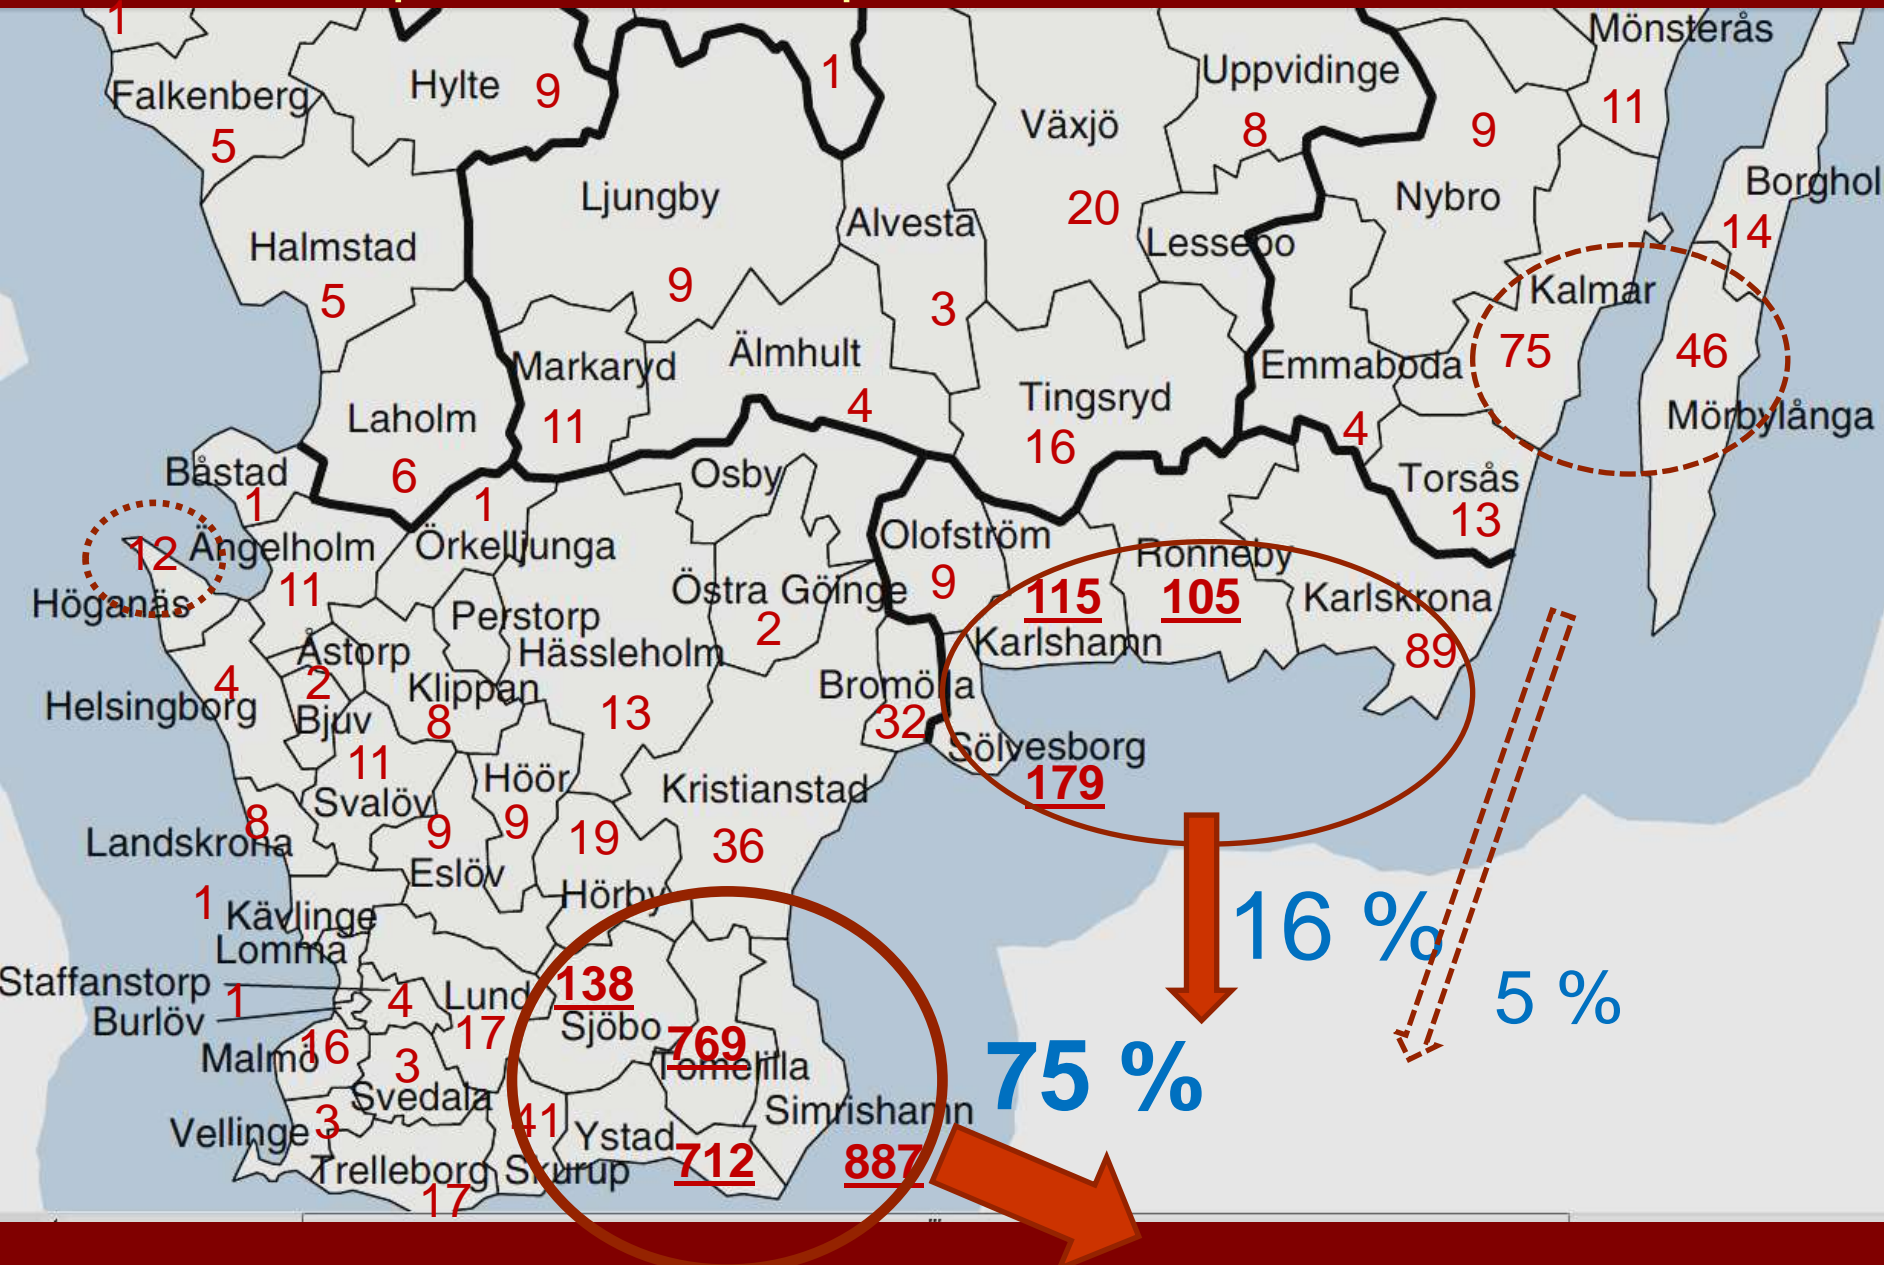 1
Mönsterås
Hylte 9
1
Uppvidinge
Falkenberg
11
Växjö
8
9
5
Borghol
Ljungby
Nybro
20
Alvesta
14
Halmstad
Lessebo
9
Kalmar
5
3
75
46
Älmhult
Markaryd
Emmaboda
Tingsryd
4
Laholm
11
Mörbylånga
4
16
Båstad
6
Osby
Torsås
1
1
13
Olofström
12
Ängelholm
Örkelljunga
Ronneby
11
Östra Göinge
9
115
105
Höganäs
Karlskrona
Perstorp
2
Karlshamn
Åstorp
Hässleholm
89
4
2
Klippan
Bromölla
Helsingborg
Bjuv
8
13
32
Sölvesborg
11
Höör
179
Svalöv
Kristianstad
8
9
9
19
36
Landskrona
Eslöv
Hörby
1
Kävlinge
16 %
Lomma
Staffanstorp
138
1
4
Lund
5 %
Burlöv
Sjöbo
17
769
16
Malmö
3
Tomelilla
75 %
Svedala
Simrishamn
3
41
Vellinge
Ystad
712
887
Trelleborg
Skurup
17